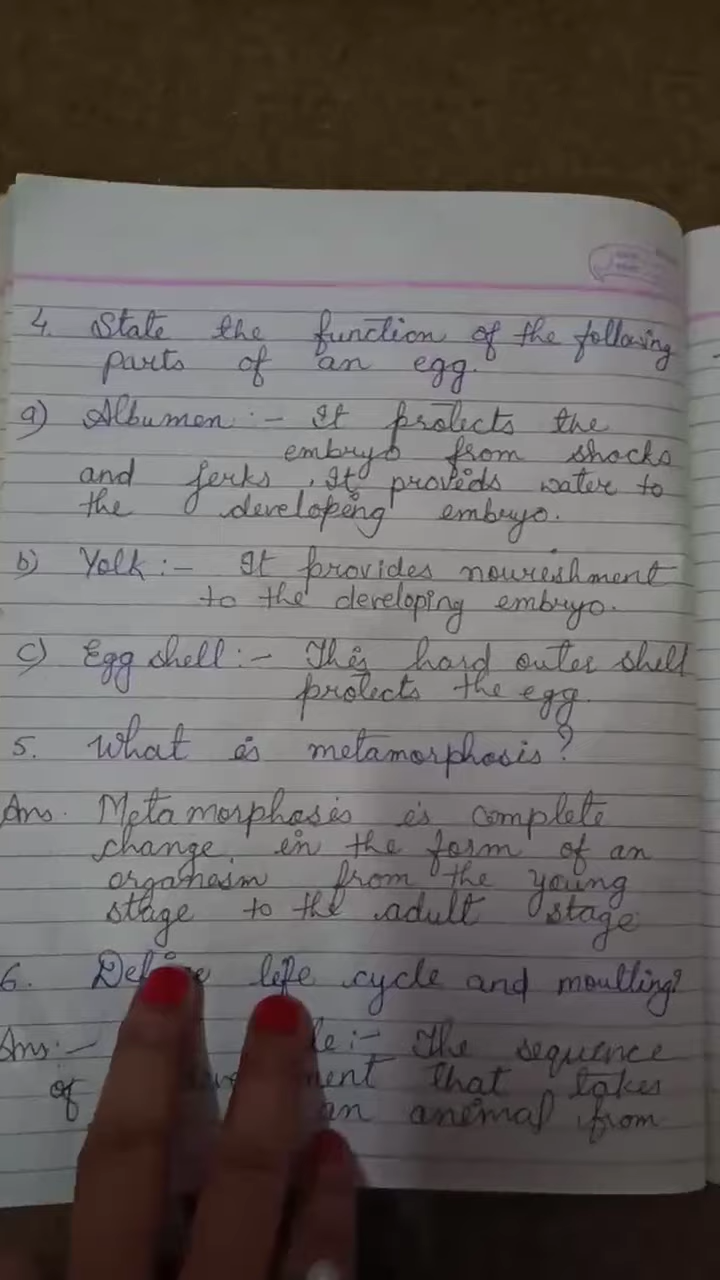 4. State the function of the following
parts of an egg.
a) Albumen :- It protects the
embryo from shocks
and jerks. It provids water to
the developing embryo.
b) Yolk :- It provides nourishment
to the developing embryo.
c) Egg shell :- This hard outer shell
protects the egg.
5. What is metamorphosis?
Ans. Metamorphosis is complete
change in the form of an
organism from the young
stage to the adult stage
6. Define life cycle and moulting?
Ans:- :- The sequence
of that takes
an animal from